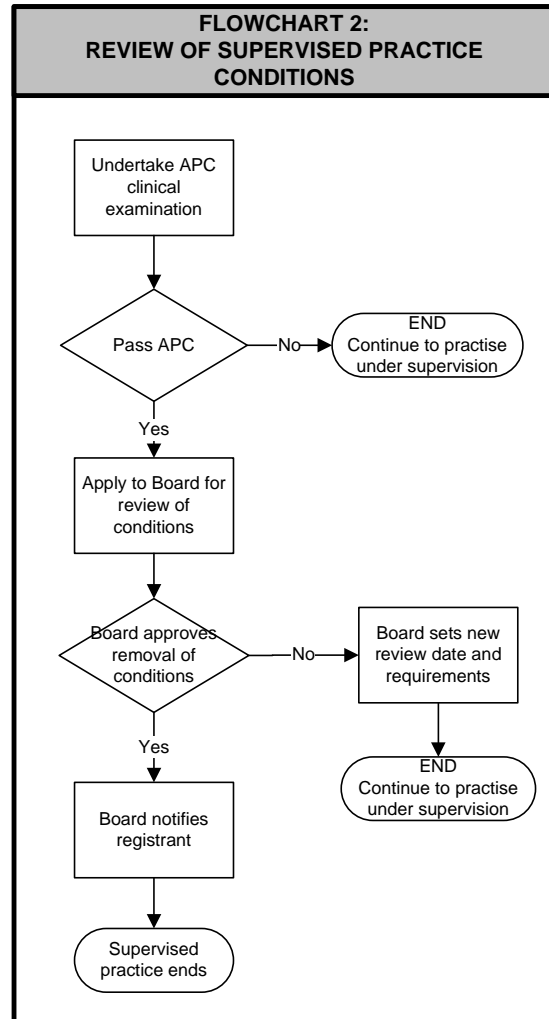 FLOWCHART 2:
REVIEW OF SUPERVISED PRACTICE
CONDITIONS
Undertake APC
clinical
examination
Pass APC
No
END
Continue to practise
under supervision
Yes
Apply to Board for
review of
conditions
Board approves
removal of
conditions
No
Board sets new
review date and
requirements
Yes
END
Continue to practise
under supervision
Board notifies
registrant
Supervised
practice ends